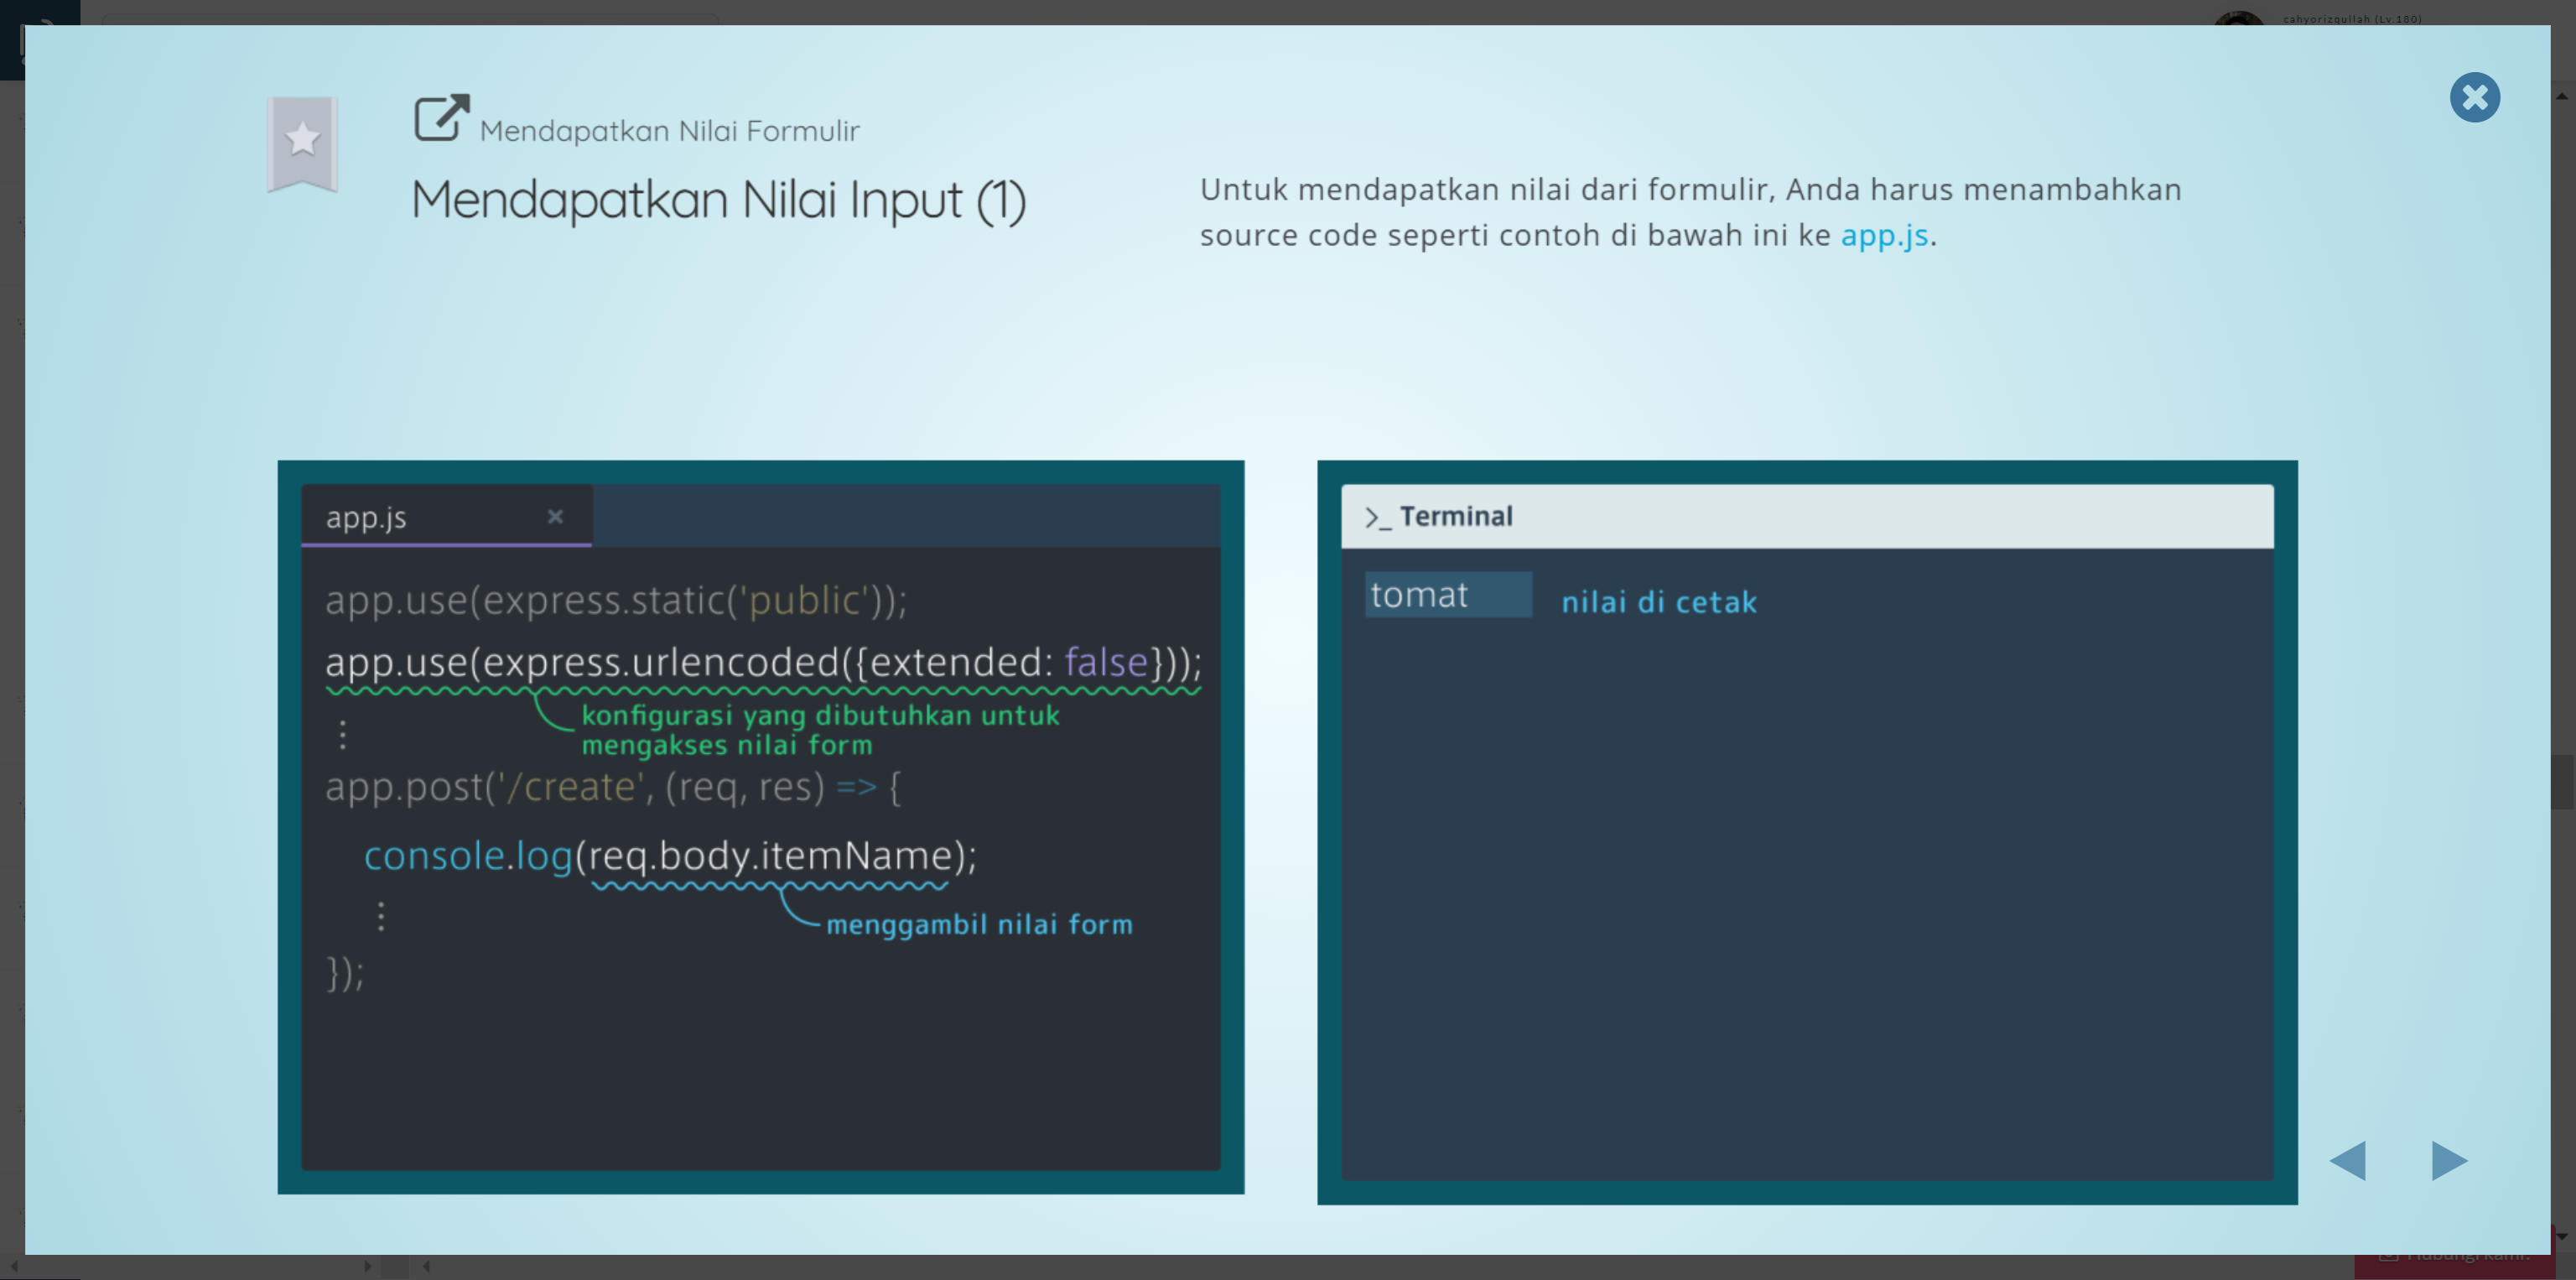 cahyorizqullah (Lv.180)
Mendapatkan Nilai Formulir
Mendapatkan Nilai Input (1)
Untuk mendapatkan nilai dari formulir, Anda harus menambahkan
source code seperti contoh di bawah ini ke app.js.
app.js
app.use(express.static('public'));
app.use(express.urlencoded({extended: false}));
konfigurasi yang dibutuhkan untuk
mengakses nilai form
app.post('/create', (req, res) => {
console.log(req.body.itemName);
menggambil nilai form
});
>_ Terminal
tomat nilai di cetak
Hubungi kami